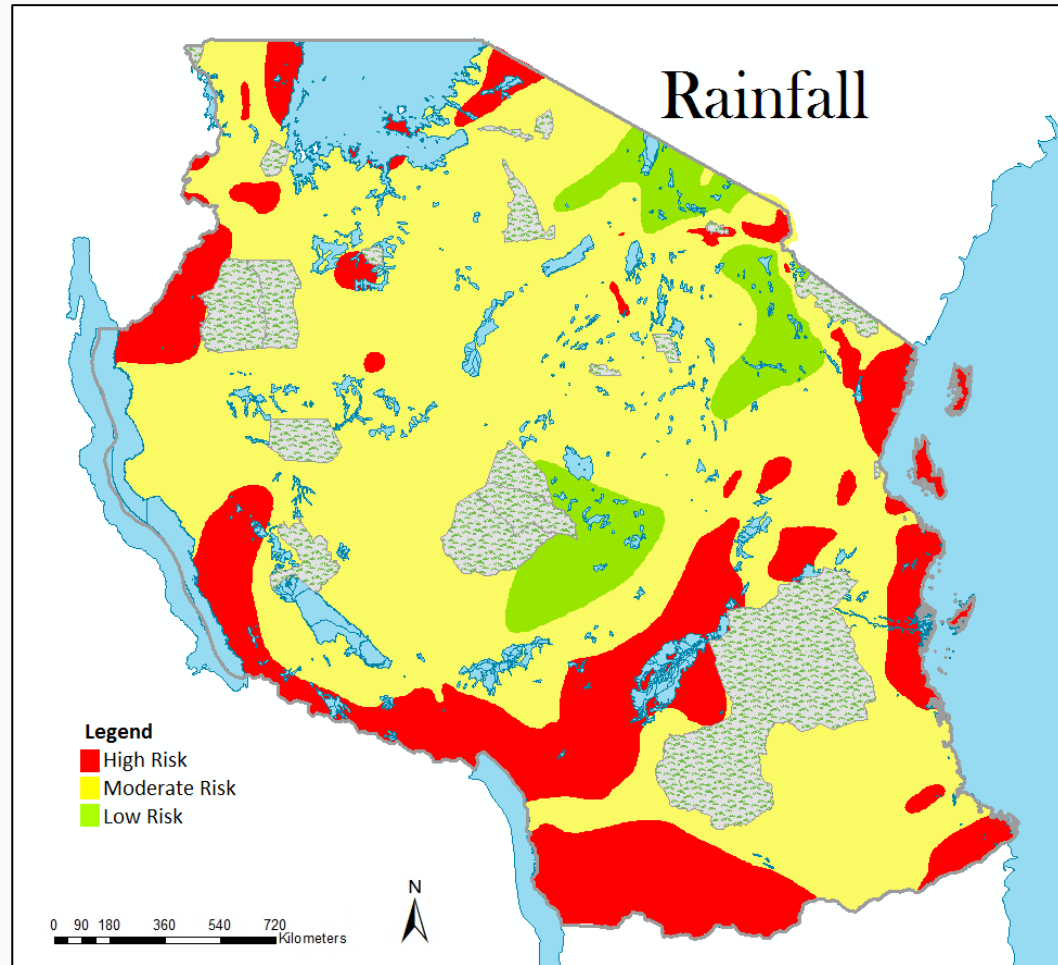 Rainfall
Legend
High Risk
Moderate Risk
Low Risk
N
0 90 180 360 540 720
Kilometers